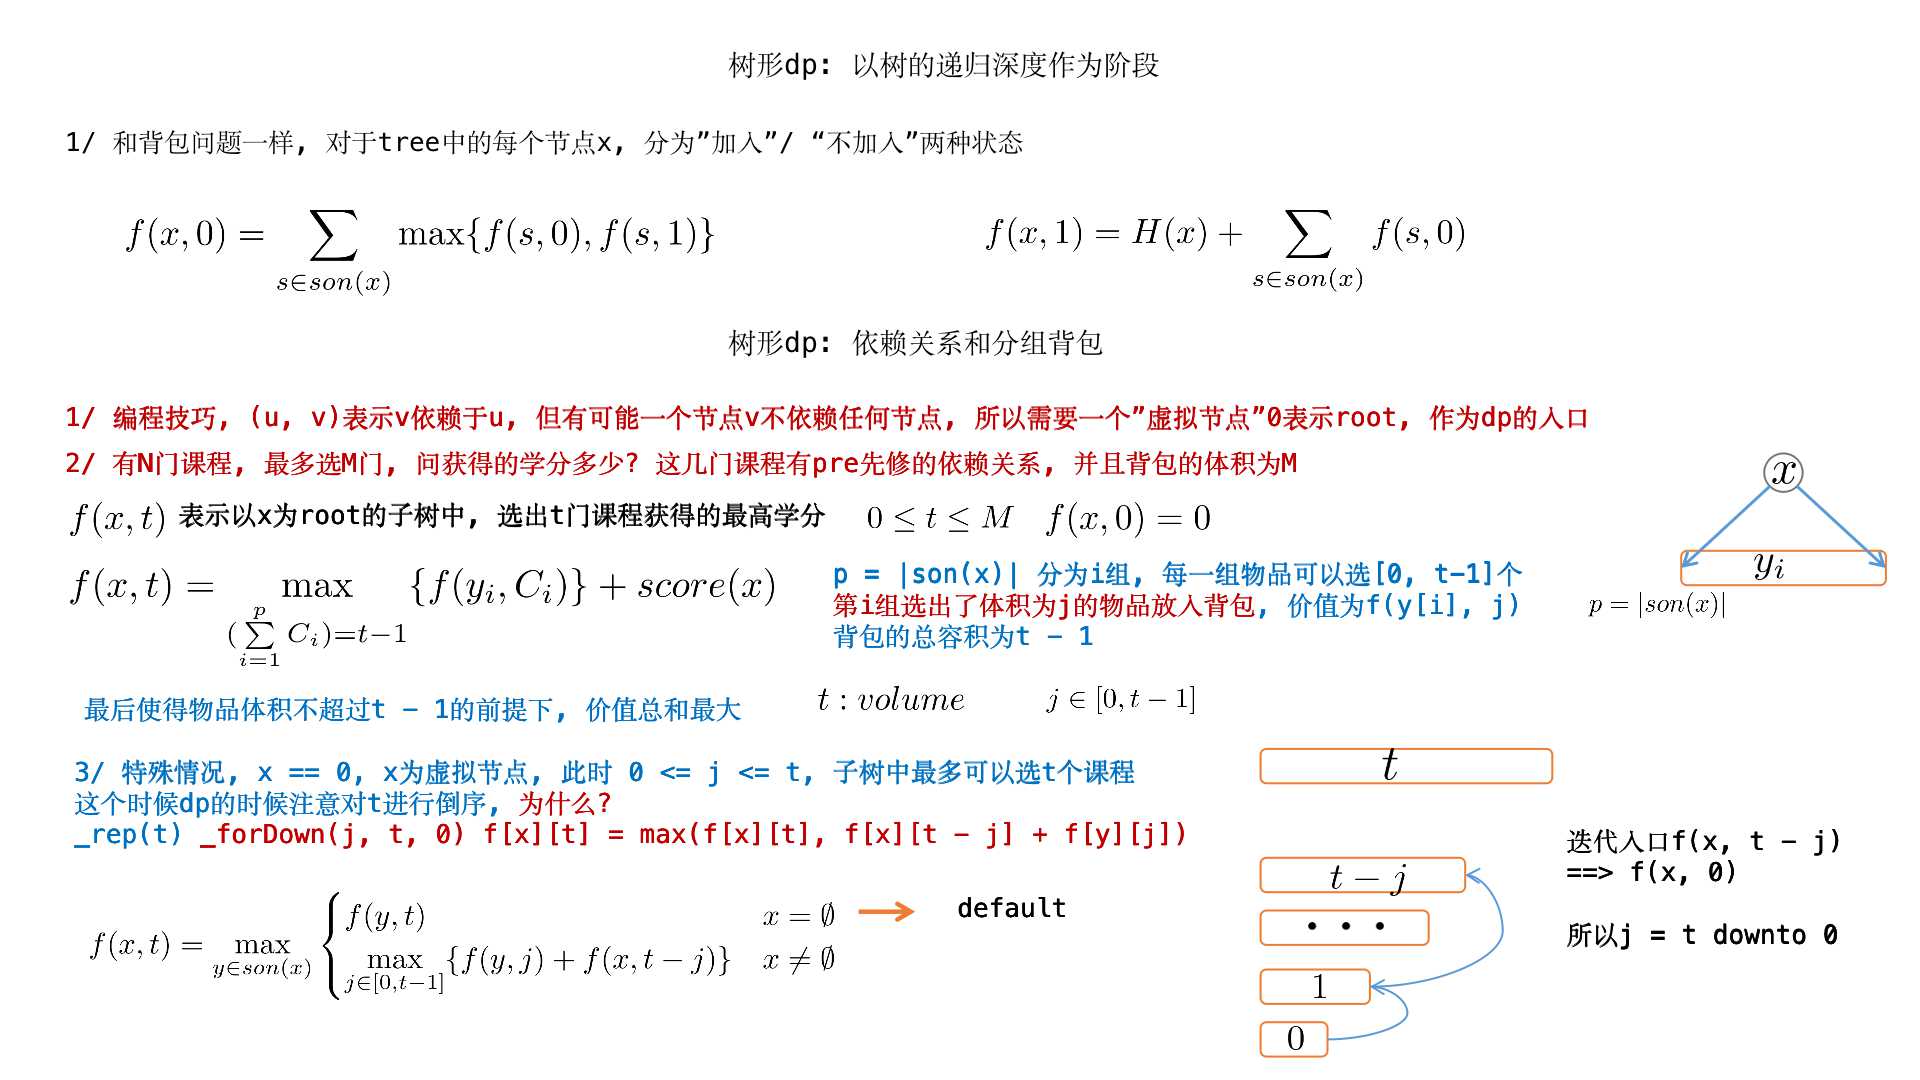 树形dp: 以树的递归深度作为阶段
1/ 和背包问题一样, 对于tree中的每个节点x, 分为”加入”/ “不加入”两种状态
f(x,0) = ∑_{s∈son(x)} max{f(s,0), f(s,1)}
f(x,1) = H(x) + ∑_{s∈son(x)} f(s,0)
树形dp: 依赖关系和分组背包
1/ 编程技巧, (u, v)表示v依赖于u, 但有可能一个节点v不依赖任何节点, 所以需要一个”虚拟节点”0表示root, 作为dp的入口
2/ 有N门课程, 最多选M门, 问获得的学分多少? 这几门课程有pre先修的依赖关系, 并且背包的体积为M
f(x,t) 表示以x为root的子树中, 选出t门课程获得的最高学分 0 ≤ t ≤ M f(x,0) = 0
f(x,t) = max_{(∑_{i=1}^{p} C_i)=t−1} {f(y_i, C_i)} + score(x)
p = |son(x)| 分为i组, 每一组物品可以选[0, t-1]个
第i组选出了体积为j的物品放入背包, 价值为f(y[i], j)
背包的总容积为t - 1
x
y_i
p = |son(x)|
最后使得物品体积不超过t - 1的前提下, 价值总和最大
t : volume
j ∈ [0, t − 1]
3/ 特殊情况, x == 0, x为虚拟节点, 此时 0 <= j <= t, 子树中最多可以选t个课程
这个时候dp的时候注意对t进行倒序, 为什么?
_rep(t) _forDown(j, t, 0) f[x][t] = max(f[x][t], f[x][t - j] + f[y][j])
f(x,t) = max_{y∈son(x)} {
f(y,t) x = ∅
max_{j∈[0,t−1]} {f(y,j) + f(x,t − j)} x ≠ ∅
default
t
t − j
• • •
1
0
迭代入口f(x, t - j)
==> f(x, 0)
所以j = t downto 0